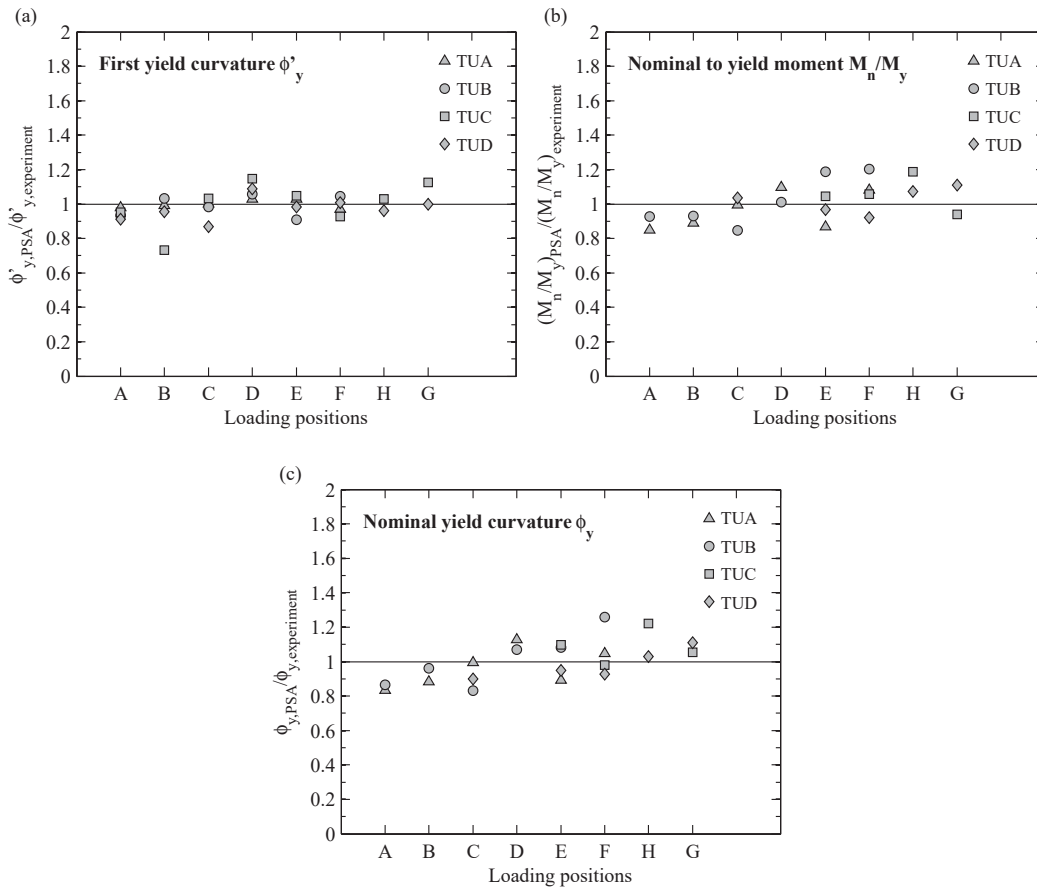 (a)
2
1.8
1.6
1.4
1.2
1
0.8
0.6
0.4
0.2
0
ϕ'y,PSA/ϕ'y,experiment
First yield curvature ϕ'y
TUA
TUB
TUC
TUD
A B C D E F H G
Loading positions
(b)
2
1.8
1.6
1.4
1.2
1
0.8
0.6
0.4
0.2
0
(Mn/My)PSA/(Mn/My)experiment
Nominal to yield moment Mn/My
TUA
TUB
TUC
TUD
A B C D E F H G
Loading positions
(c)
2
1.8
1.6
1.4
1.2
1
0.8
0.6
0.4
0.2
0
ϕy,PSA/ϕy,experiment
Nominal yield curvature ϕy
TUA
TUB
TUC
TUD
A B C D E F H G
Loading positions